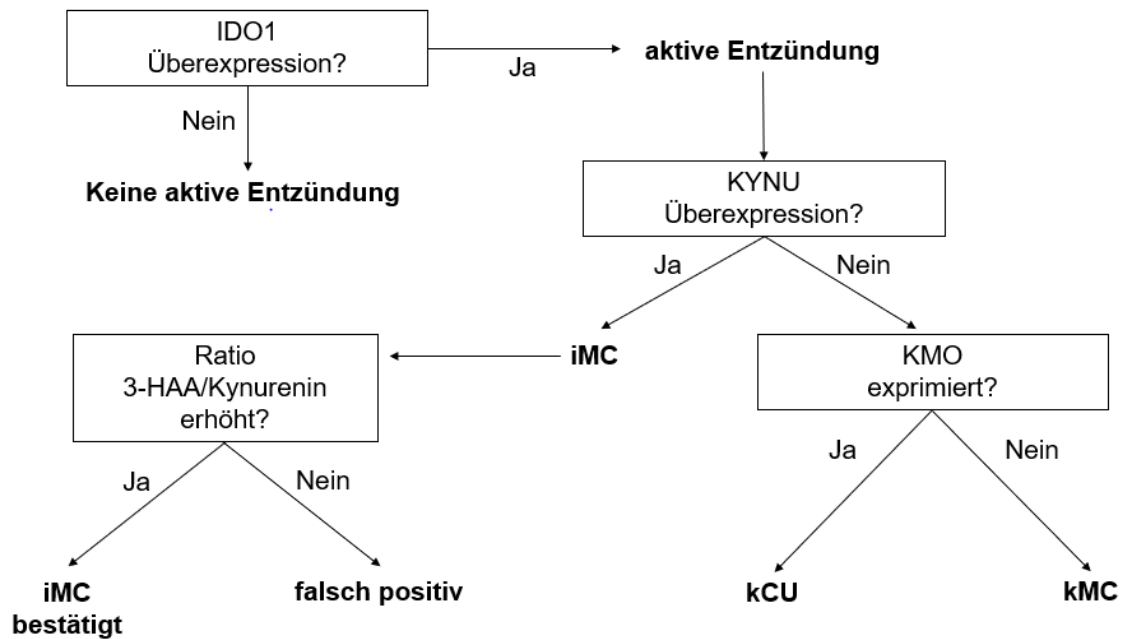 IDO1
Überexpression?
Ja
aktive Entzündung
Nein
Keine aktive Entzündung
KYNU
Überexpression?
Ja
Nein
iMC
Ratio
3-HAA/Kynurenin
erhöht?
KMO
exprimiert?
Ja
Nein
Ja
Nein
iMC
bestätigt
falsch positiv
kCU
kMC